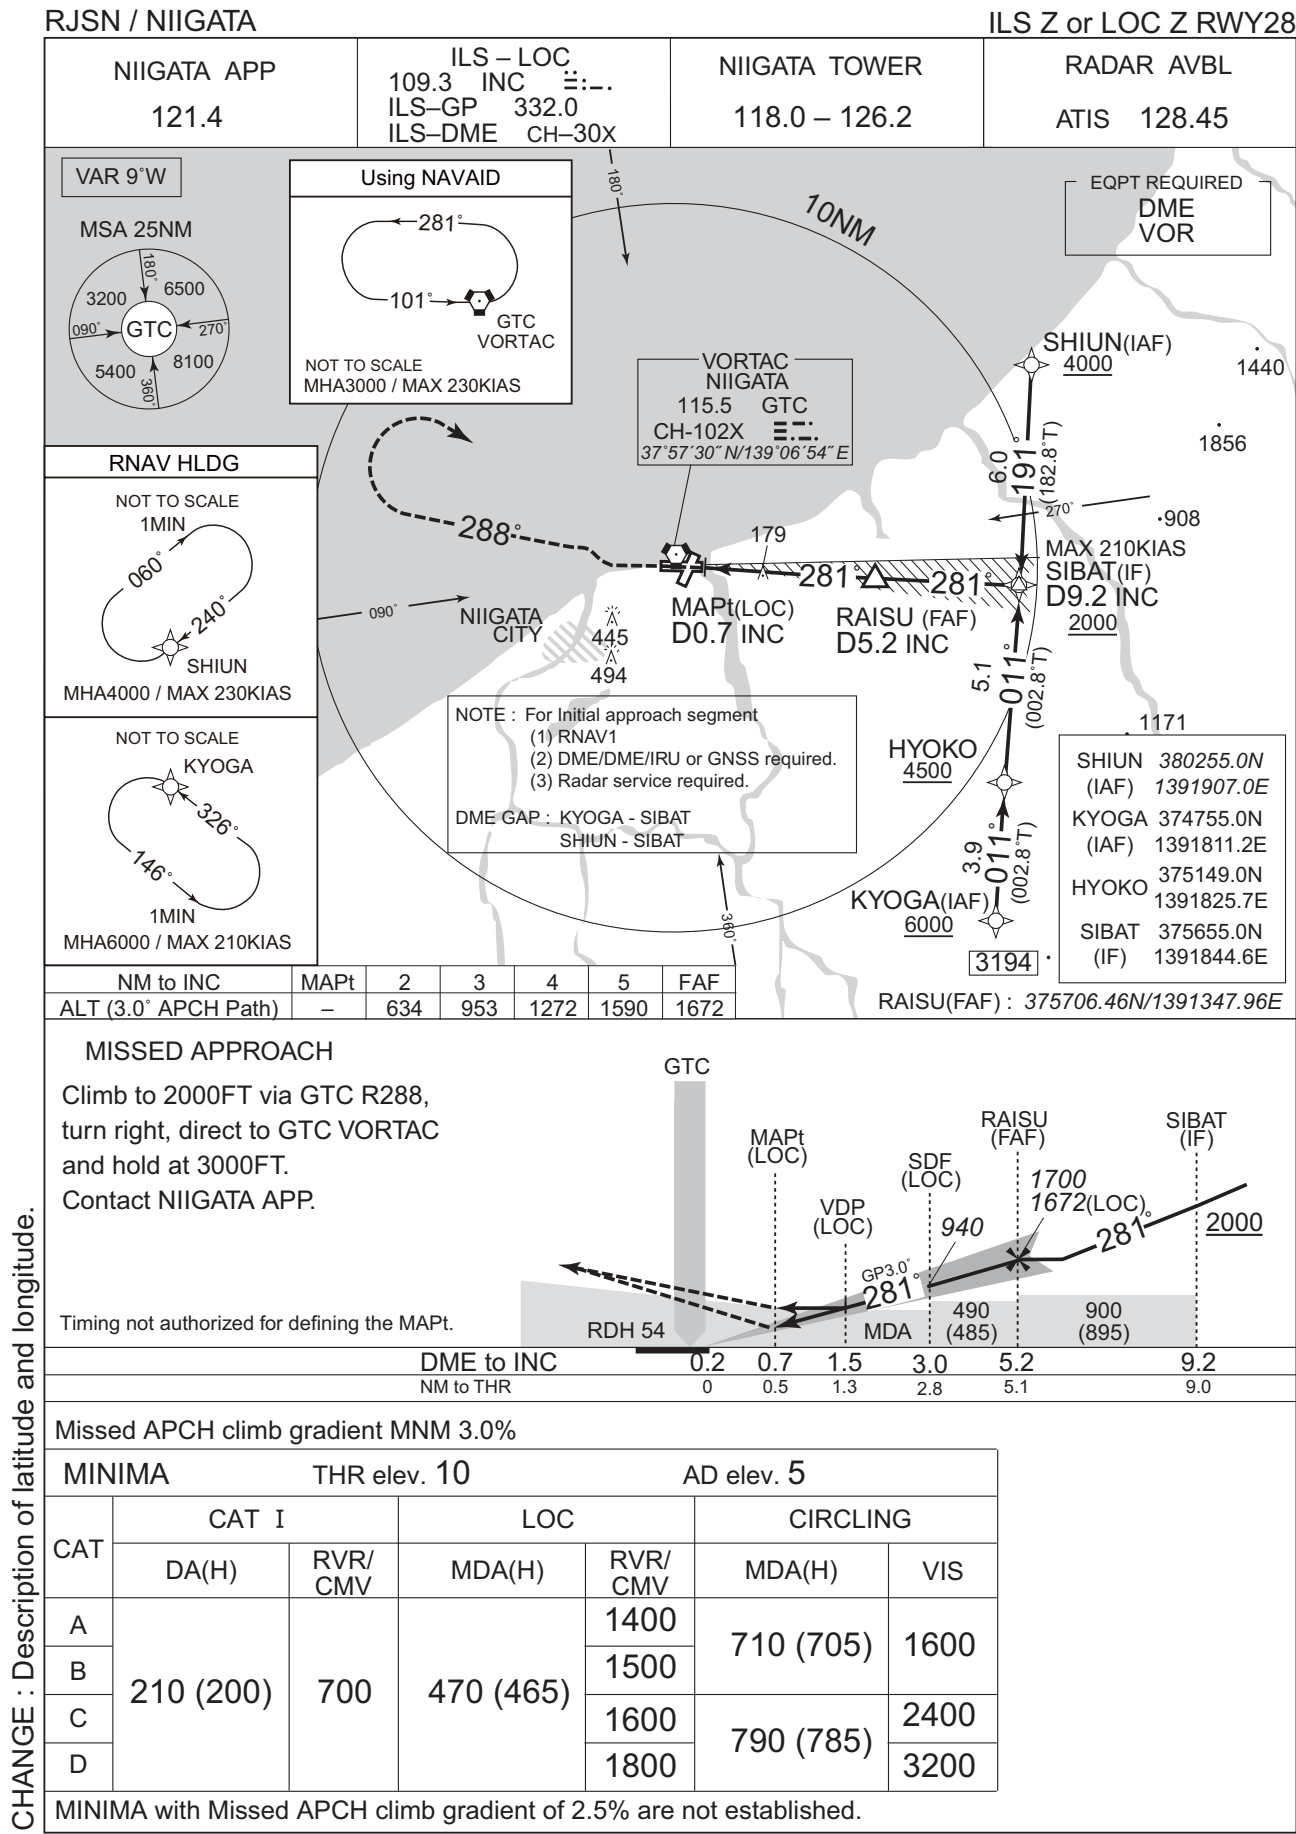 RJSN / NIIGATA
ILS Z or LOC Z RWY28
NIIGATA APP
121.4
ILS – LOC
109.3 INC
ILS–GP 332.0
ILS–DME CH–30X
NIIGATA TOWER
118.0 – 126.2
RADAR AVBL
ATIS 128.45
VAR 9°W
MSA 25NM
180°
3200
6500
090°
GTC
270°
5400
8100
360°
Using NAVAID
281°
101°
GTC
VORTAC
NOT TO SCALE
MHA3000 / MAX 230KIAS
180°
10NM
EQPT REQUIRED
DME
VOR
SHIUN(IAF)
4000
1440
1856
VORTAC
NIIGATA
115.5 GTC
CH-102X
37°57´30˝N/139°06´54˝E
6.0
191°
(182.8°T)
270°
908
RNAV HLDG
NOT TO SCALE
1MIN
060°
240°
SHIUN
MHA4000 / MAX 230KIAS
288°
179
281°
281°
MAX 210KIAS
SIBAT(IF)
D9.2 INC
2000
090°
NIIGATA
CITY
445
494
MAPt(LOC)
D0.7 INC
RAISU (FAF)
D5.2 INC
5.1
011°
(002.8°T)
NOTE : For Initial approach segment
(1) RNAV1
(2) DME/DME/IRU or GNSS required.
(3) Radar service required.
DME GAP : KYOGA - SIBAT
SHIUN - SIBAT
NOT TO SCALE
KYOGA
326°
146°
1MIN
MHA6000 / MAX 210KIAS
HYOKO
4500
1171
3.9
011°
(002.8°T)
KYOGA(IAF)
6000
360°
3194
SHIUN 380255.0N
(IAF) 1391907.0E
KYOGA 374755.0N
(IAF) 1391811.2E
HYOKO 375149.0N
1391825.7E
SIBAT 375655.0N
(IF) 1391844.6E
NM to INC MAPt 2 3 4 5 FAF
ALT (3.0° APCH Path) – 634 953 1272 1590 1672
RAISU(FAF) : 375706.46N/1391347.96E
MISSED APPROACH
Climb to 2000FT via GTC R288,
turn right, direct to GTC VORTAC
and hold at 3000FT.
Contact NIIGATA APP.
Timing not authorized for defining the MAPt.
GTC
MAPt
(LOC)
VDP
(LOC)
SDF
(LOC)
RAISU
(FAF)
SIBAT
(IF)
940
1700
1672(LOC)
281°
2000
GP3.0°
281°
RDH 54
MDA
490
(485)
900
(895)
DME to INC 0.2 0.7 1.5 3.0 5.2 9.2
NM to THR 0 0.5 1.3 2.8 5.1 9.0
Missed APCH climb gradient MNM 3.0%
MINIMA THR elev. 10 AD elev. 5
CAT CAT I LOC CIRCLING
DA(H) RVR/CMV MDA(H) RVR/CMV MDA(H) VIS
A 1400
B 1500
C 1600
D 1800
210 (200) 700 470 (465)
710 (705) 1600
790 (785) 2400
3200
MINIMA with Missed APCH climb gradient of 2.5% are not established.
CHANGE : Description of latitude and longitude.